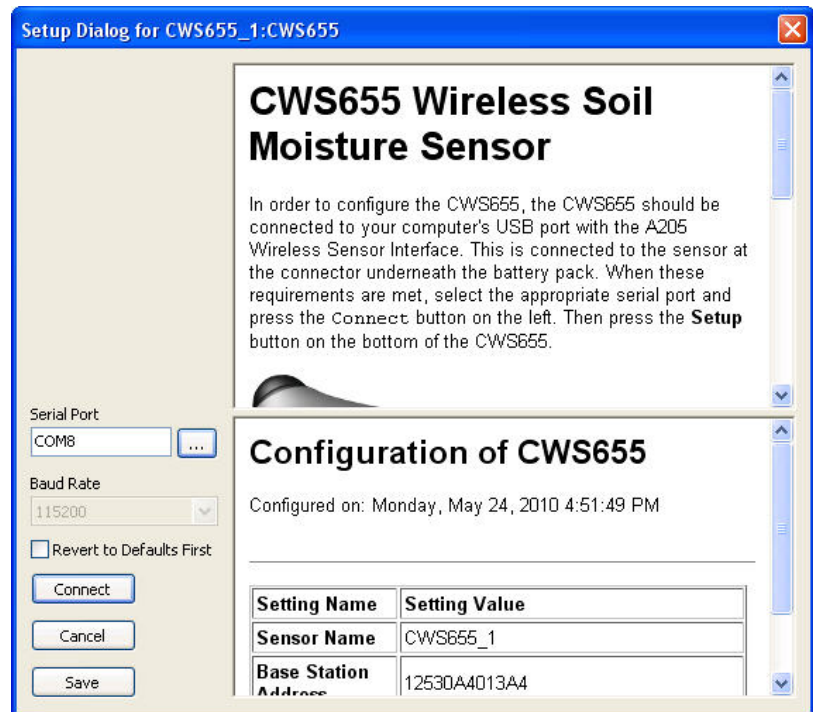 Setup Dialog for CWS655_1:CWS655
CWS655 Wireless Soil
Moisture Sensor
In order to configure the CWS655, the CWS655 should be
connected to your computer's USB port with the A205
Wireless Sensor Interface. This is connected to the sensor at
the connector underneath the battery pack. When these
requirements are met, select the appropriate serial port and
press the Connect button on the left. Then press the Setup
button on the bottom of the CWS655.
Serial Port
COM8
...
Baud Rate
115200
Revert to Defaults First
Connect
Cancel
Save
Configuration of CWS655
Configured on: Monday, May 24, 2010 4:51:49 PM
Setting Name Setting Value
Sensor Name CWS655_1
Base Station
Address 12530A4013A4